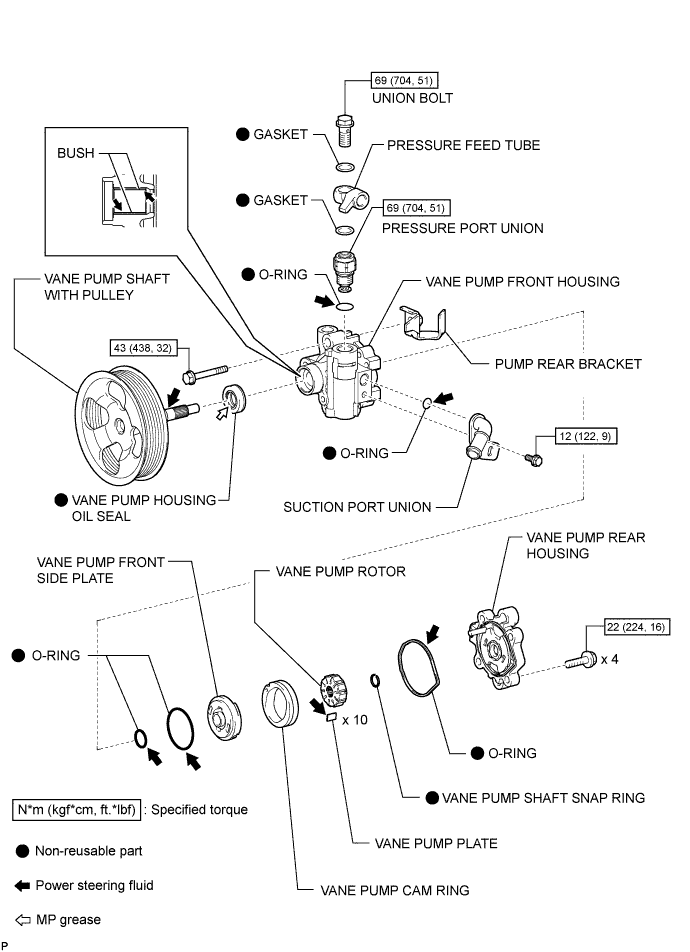 69 (704, 51)
UNION BOLT
GASKET
PRESSURE FEED TUBE
BUSH
GASKET
69 (704, 51)
PRESSURE PORT UNION
O-RING
VANE PUMP SHAFT
WITH PULLEY
VANE PUMP FRONT HOUSING
43 (438, 32)
PUMP REAR BRACKET
12 (122, 9)
O-RING
VANE PUMP HOUSING
OIL SEAL
SUCTION PORT UNION
VANE PUMP REAR
HOUSING
VANE PUMP FRONT
SIDE PLATE
VANE PUMP ROTOR
22 (224, 16)
x 4
O-RING
x 10
O-RING
VANE PUMP SHAFT SNAP RING
N*m (kgf*cm, ft.*lbf) : Specified torque
VANE PUMP PLATE
Non-reusable part
Power steering fluid
VANE PUMP CAM RING
MP grease
P